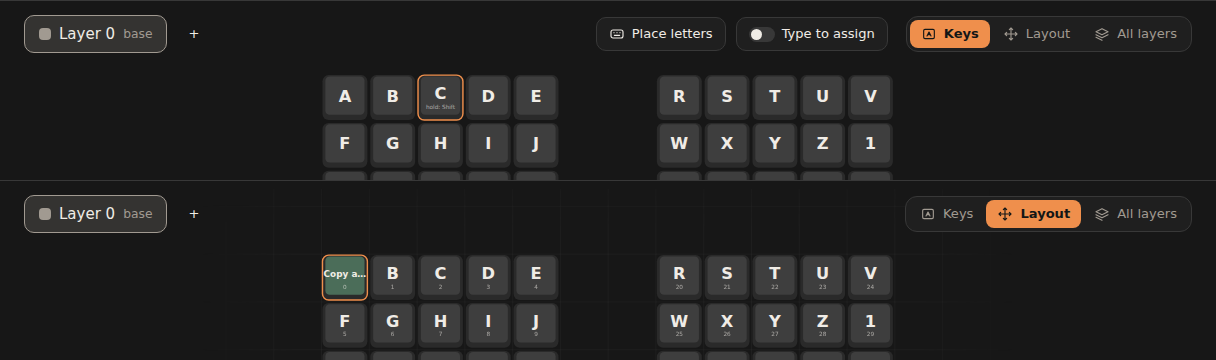 Layer 0 base + Place letters Type to assign Keys Layout All layers
A B C D E R S T U V
hold: Shift
F G H I J W X Y Z 1
Layer 0 base + Keys Layout All layers
Copy a... B C D E R S T U V
0 1 2 3 4 20 21 22 23 24
F G H I J W X Y Z 1
5 6 7 8 9 25 26 27 28 29